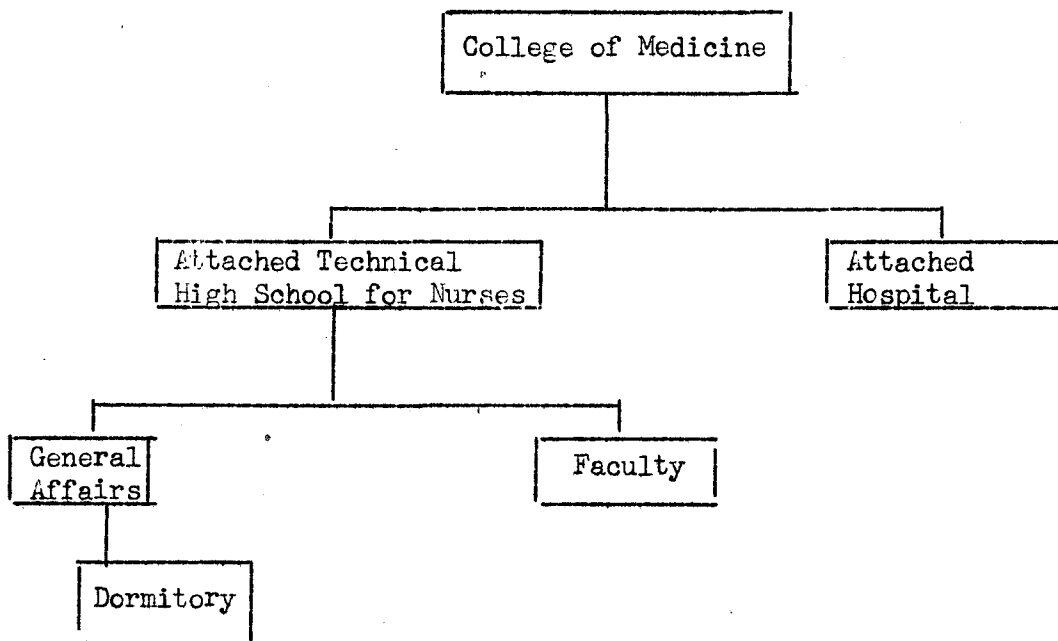 College of Medicine
Attached Technical
High School for Nurses
Attached
Hospital
General
Affairs
Faculty
Dormitory